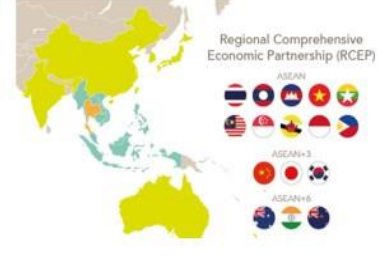 Regional Comprehensive
Economic Partnership (RCEP)
ASEAN
ASEAN+3
ASEAN+6